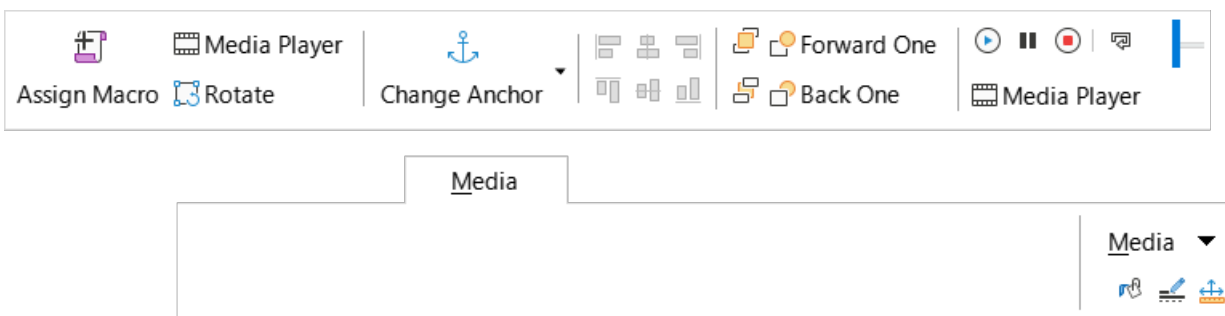 Media Player Forward One
Assign Macro Rotate Change Anchor Back One Media Player
Media
Media